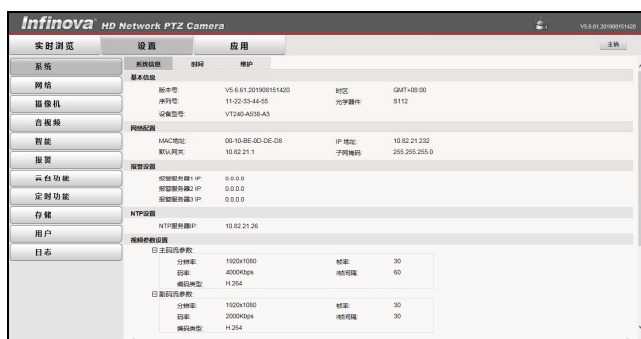 Infinova® HD Network PTZ Camera V5.6.61.201908151420
实时浏览 设置 应用 主销
系统 系统信息 时间 维护
基本信息
版本号: V5.6.61.201908151420 时区: GMT+08:00
序列号: 11-22-33-44-55 光学器件: S112
设备型号: VT240-A538-A3
网络 网络配置
MAC地址: 00-10-BE-0D-DE-D8 IP 地址: 10.82.21.232
默认网关: 10.82.21.1 子网掩码: 255.255.255.0
摄像机
音视频
智能
报警 报警设置
报警服务器1 IP: 0.0.0.0
报警服务器2 IP: 0.0.0.0
报警服务器3 IP: 0.0.0.0
云台功能
定时功能
存储 NTP设置
NTP服务器IP: 10.82.21.26
用户 视频参数设置
日志 主码流参数
分辨率: 1920x1080 帧率: 30
码率: 4000Kbps I帧间隔: 60
编码类型: H.264
副码流参数
分辨率: 1920x1080 帧率: 30
码率: 2000Kbps I帧间隔: 30
编码类型: H.264